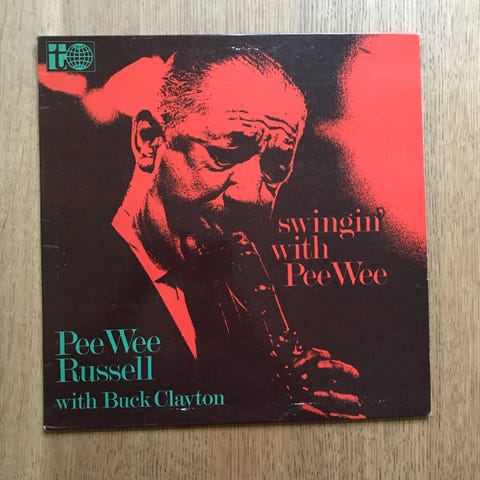 t
swingin'
with
PeeWee
PeeWee
Russell
with Buck Clayton